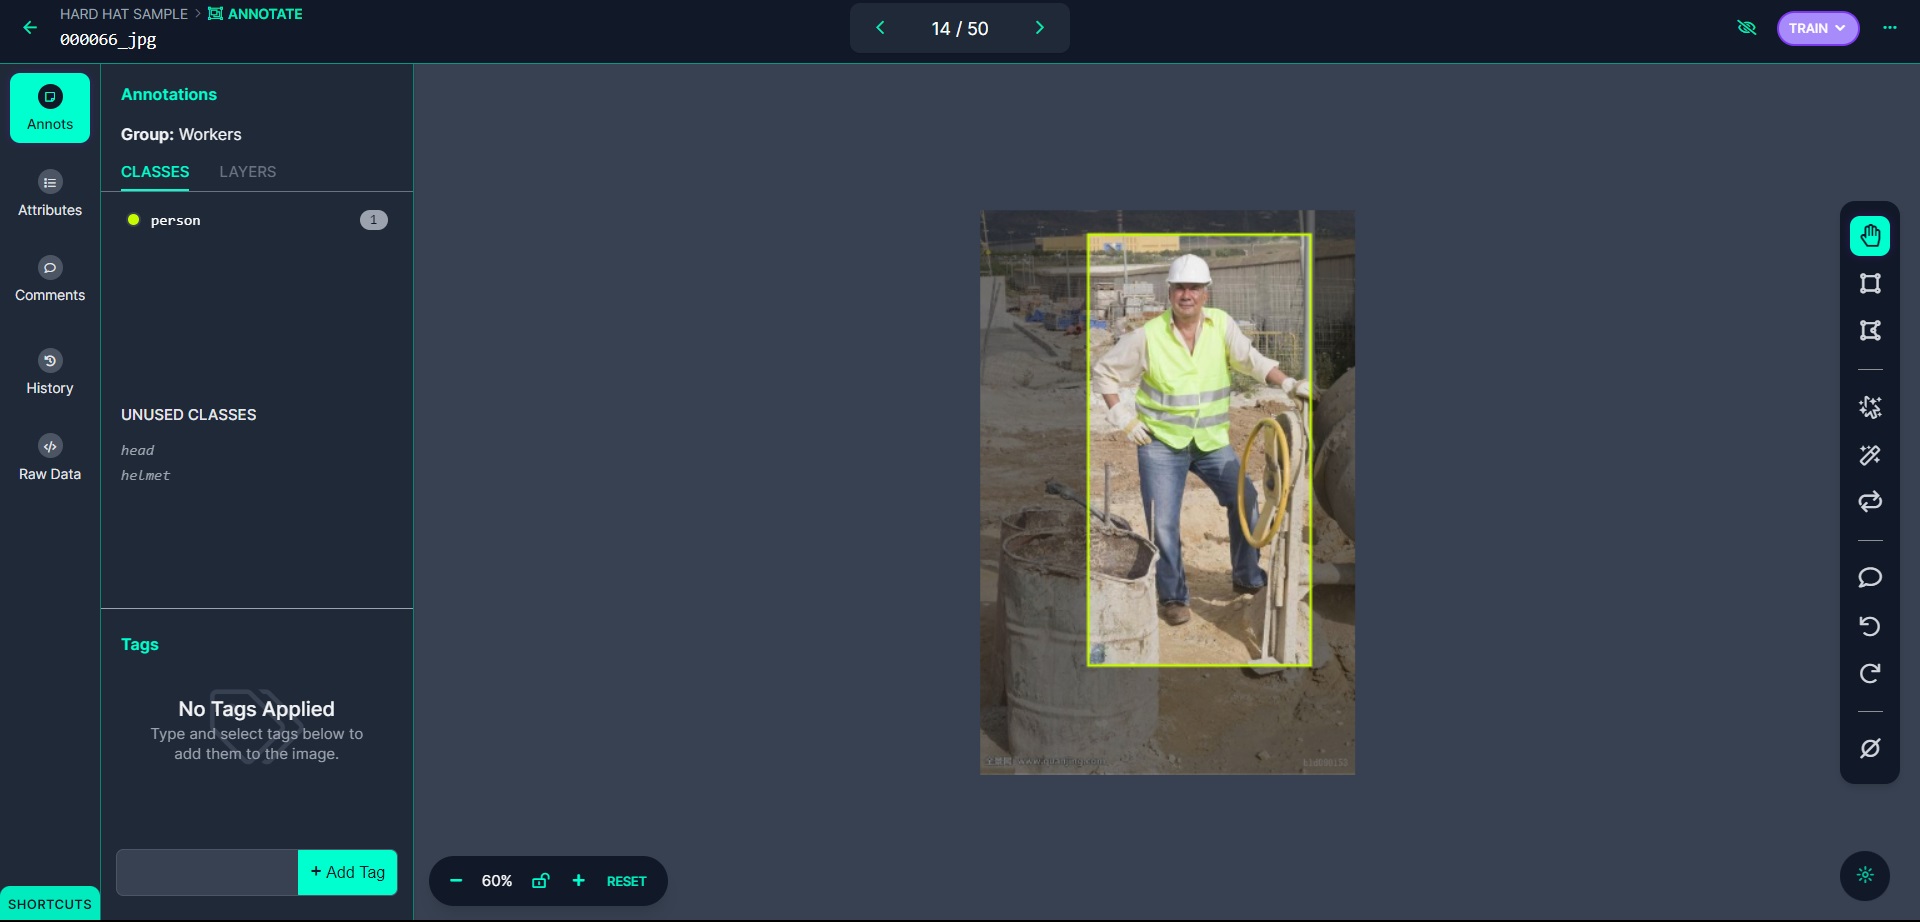 HARD HAT SAMPLE > ANNOTATE
000066_jpg
14 / 50
TRAIN
Annots
Attributes
Comments
History
Raw Data
SHORTCUTS
Annotations
Group: Workers
CLASSES LAYERS
person 1
UNUSED CLASSES
head
helmet
Tags
No Tags Applied
Type and select tags below to
add them to the image.
+ Add Tag
60%
RESET